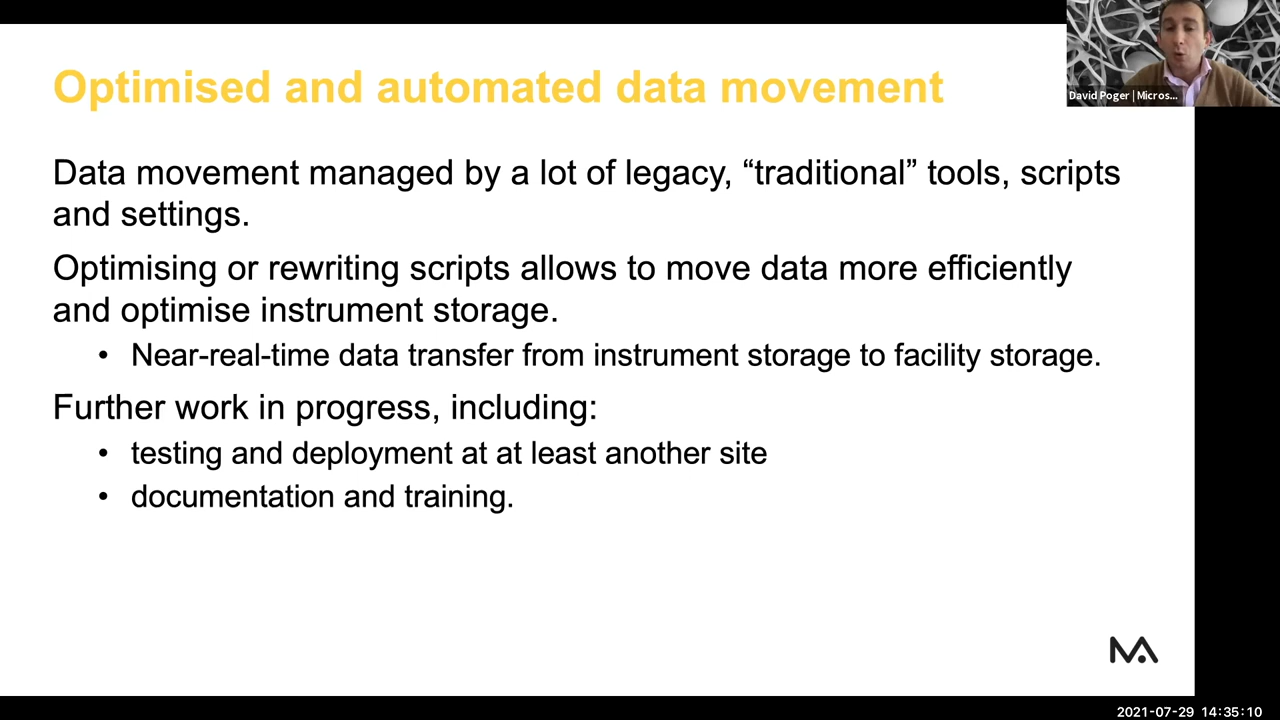 Optimised and automated data movement
David Poger | Micros...
Data movement managed by a lot of legacy, “traditional” tools, scripts
and settings.
Optimising or rewriting scripts allows to move data more efficiently
and optimise instrument storage.
• Near-real-time data transfer from instrument storage to facility storage.
Further work in progress, including:
• testing and deployment at at least another site
• documentation and training.
MA
2021-07-29 14:35:10